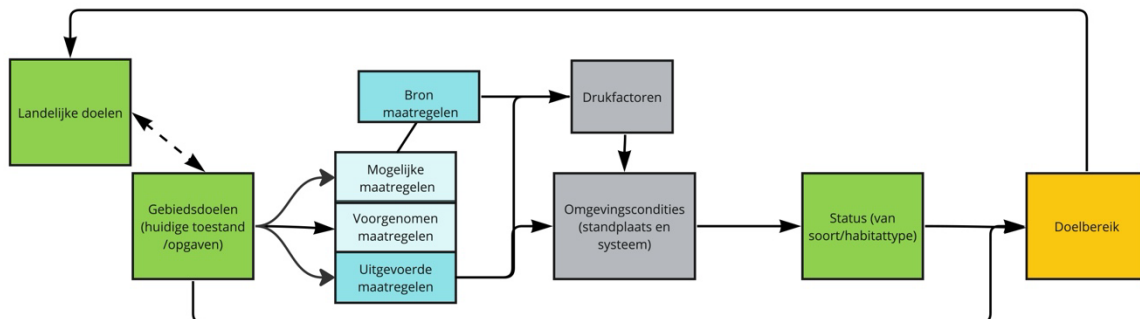 Landelijke doelen
Gebiedsdoelen
(huidige toestand
/opgaven)
Bron
maatregelen
Mogelijke
maatregelen
Voorgenomen
maatregelen
Uitgevoerde
maatregelen
Drukfactoren
Omgevingscondities
(standplaats en
systeem)
Status (van
soort/habitattype)
Doelbereik